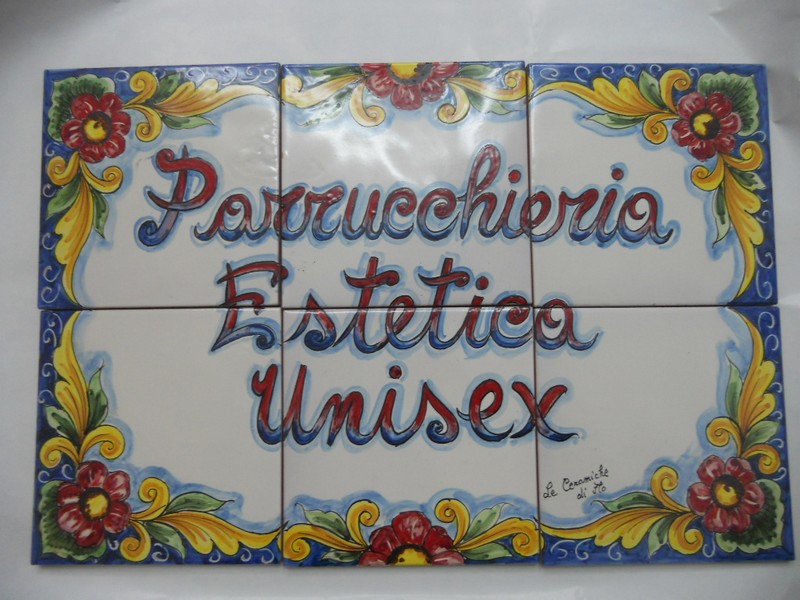 Parrucchieria
Estetica
Unisex
Le Ceramiche
di